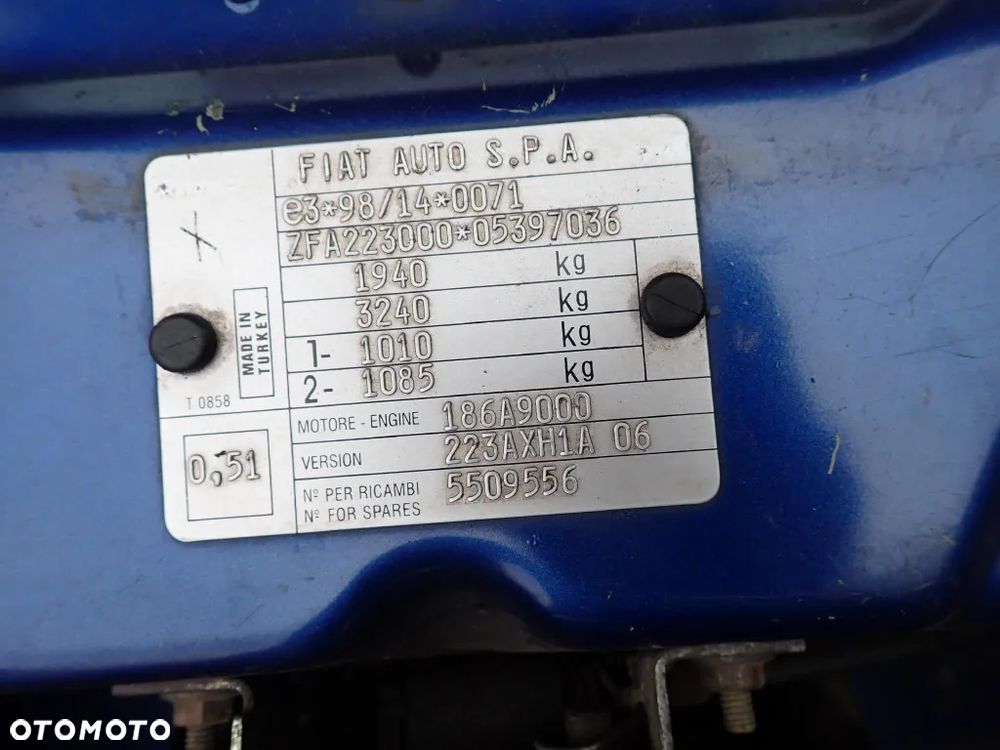 FIAT AUTO S.P.A.
e3*98/14*0071
ZFA223000*05397036
1940 kg
3240 kg
1- 1010 kg
2- 1085 kg
MADE IN
TURKEY
T 0858
0,51
MOTORE - ENGINE 186A9000
VERSION 223AXH1A 06
Nº PER RICAMBI
Nº FOR SPARES
5509556
OTOMOTO
OTOMOTO